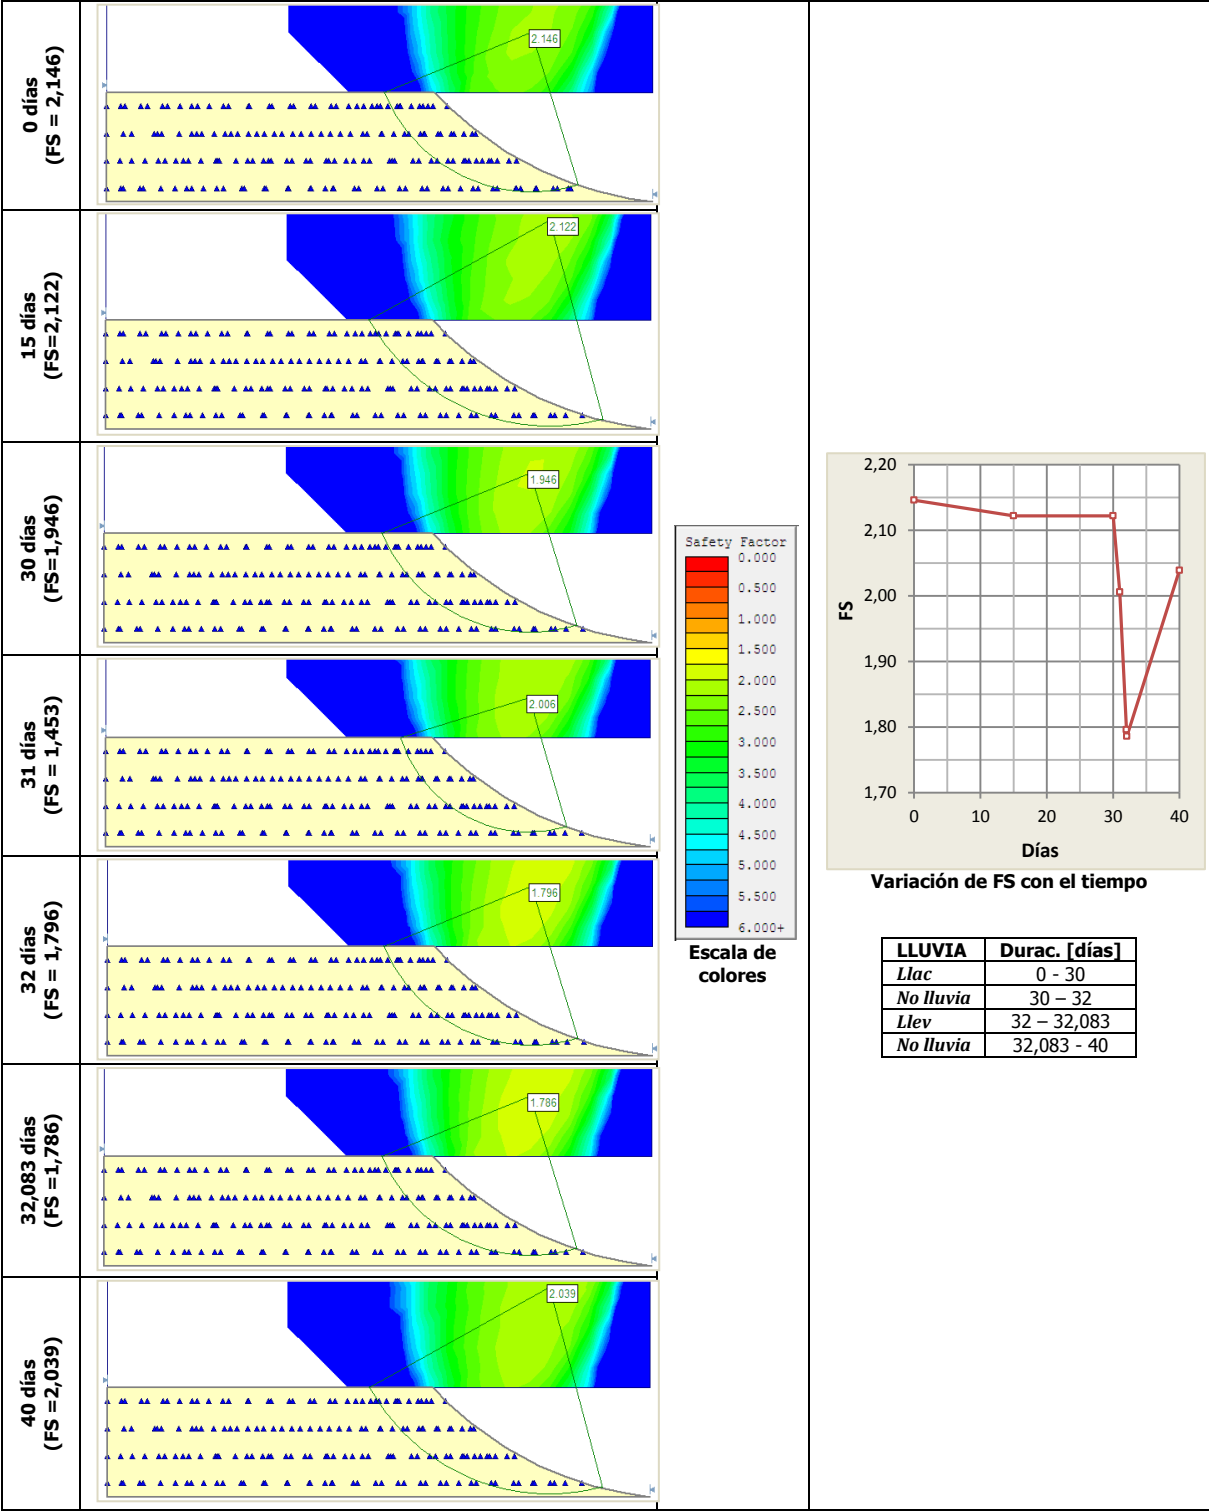 0 días
(FS = 2,146)
2.146
15 días
(FS=2,122)
2.122
30 días
(FS=1,946)
1.946
31 días
(FS = 1,453)
2.006
32 días
(FS = 1,796)
1.796
32,083 días
(FS =1,786)
1.786
40 días
(FS =2,039)
2.039
Safety Factor
0.000
0.500
1.000
1.500
2.000
2.500
3.000
3.500
4.000
4.500
5.000
5.500
6.000+
Escala de
colores
2,20
2,10
2,00
1,90
1,80
1,70
FS
0 10 20 30 40
Días
Variación de FS con el tiempo
LLUVIA Durac. [días]
Llac 0 - 30
No lluvia 30 – 32
Llev 32 – 32,083
No lluvia 32,083 - 40